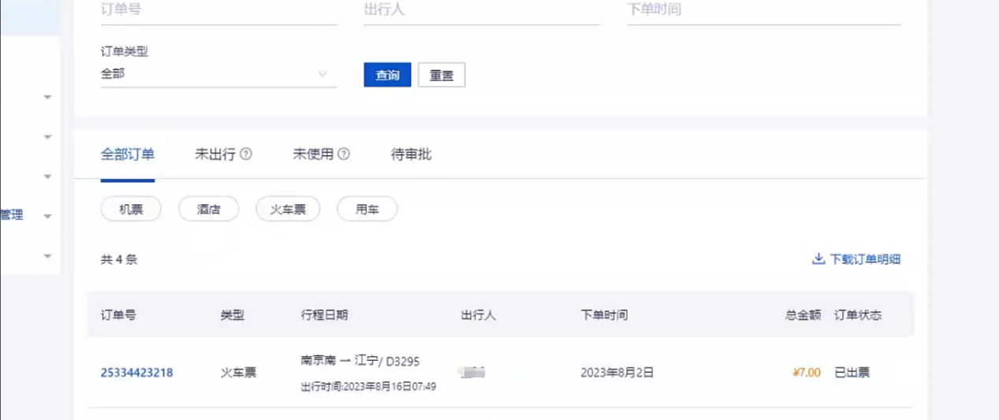 订单号 出行人 下单时间
订单类型
全部 查询 重置
全部订单 未出行 ? 未使用 ? 待审批
机票 酒店 火车票 用车
管理
共 4 条 下载订单明细
订单号 类型 行程日期 出行人 下单时间 总金额 订单状态
南京南 一 江宁/ D3295
25334423218 火车票 2023年8月2日 ¥7.00 已出票
出行时间:2023年8月16日07:49